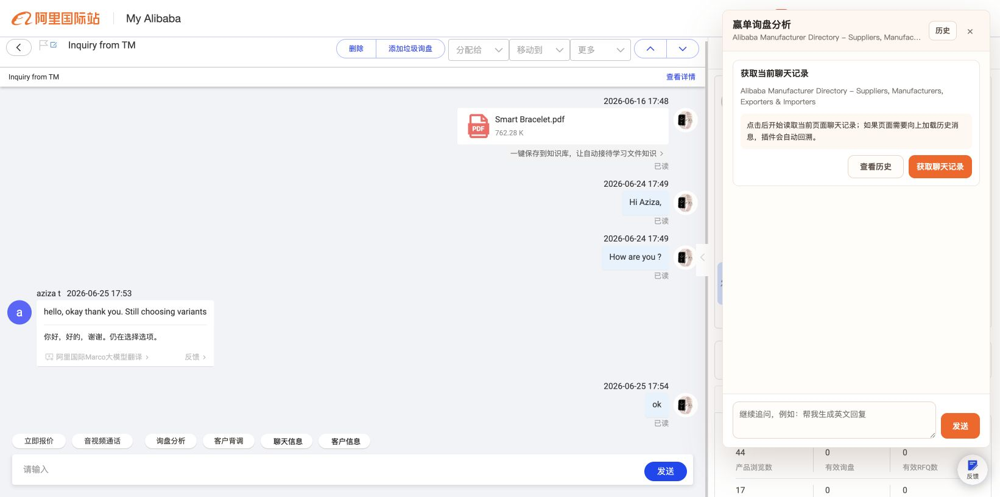 阿里国际站
My Alibaba
Inquiry from TM
删除
添加垃圾询盘
分配给
移动到
更多
Inquiry from TM
查看详情
2026-06-16 17:48
PDF
Smart Bracelet.pdf
762.28 K
一键保存到知识库，让自动接待学习文件知识 >
已读
2026-06-24 17:49
Hi Aziza,
已读
2026-06-24 17:49
How are you ?
已读
aziza t 2026-06-25 17:53
a
hello, okay thank you. Still choosing variants
你好，好的，谢谢。仍在选择选项。
阿里国际Marco大模型翻译 >
反馈 >
2026-06-25 17:54
ok
已读
立即报价
音视频通话
询盘分析
客户背调
聊天信息
客户信息
请输入
发送
赢单询盘分析
Alibaba Manufacturer Directory - Suppliers, Manufac...
历史
×
获取当前聊天记录
Alibaba Manufacturer Directory - Suppliers, Manufacturers,
Exporters & Importers
点击后开始读取当前页面聊天记录；如果页面需要向上加载历史消
息，插件会自动回溯。
查看历史
获取聊天记录
继续追问，例如：帮我生成英文回复
发送
44
0
0
产品浏览数
有效询盘
有效RFQ数
反馈
17
0
0